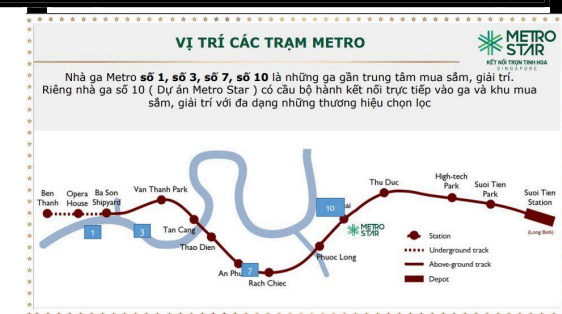 VỊ TRÍ CÁC TRẠM METRO
METRO
STAR
KẾT NỐI TRỌN TINH HOA
SINGAPORE
Nhà ga Metro số 1, số 3, số 7, số 10 là những ga gần trung tâm mua sắm, giải trí.
Riêng nhà ga số 10 ( Dự án Metro Star ) có cầu bộ hành kết nối trực tiếp vào ga và khu mua
sắm, giải trí với đa dạng những thương hiệu chọn lọc
Ben
Thanh
Opera
House
Ba Son
Shipyard
Van Thanh Park
Tan Cang
Thao Dien
An Phu
Rach Chiec
Phuoc Long
ai
Thu Duc
High-tech
Park
Suoi Tien
Park
Suoi Tien
Station
(Long Binh)
1
3
7
10
METRO
STAR
Station
Underground track
Above-ground track
Depot